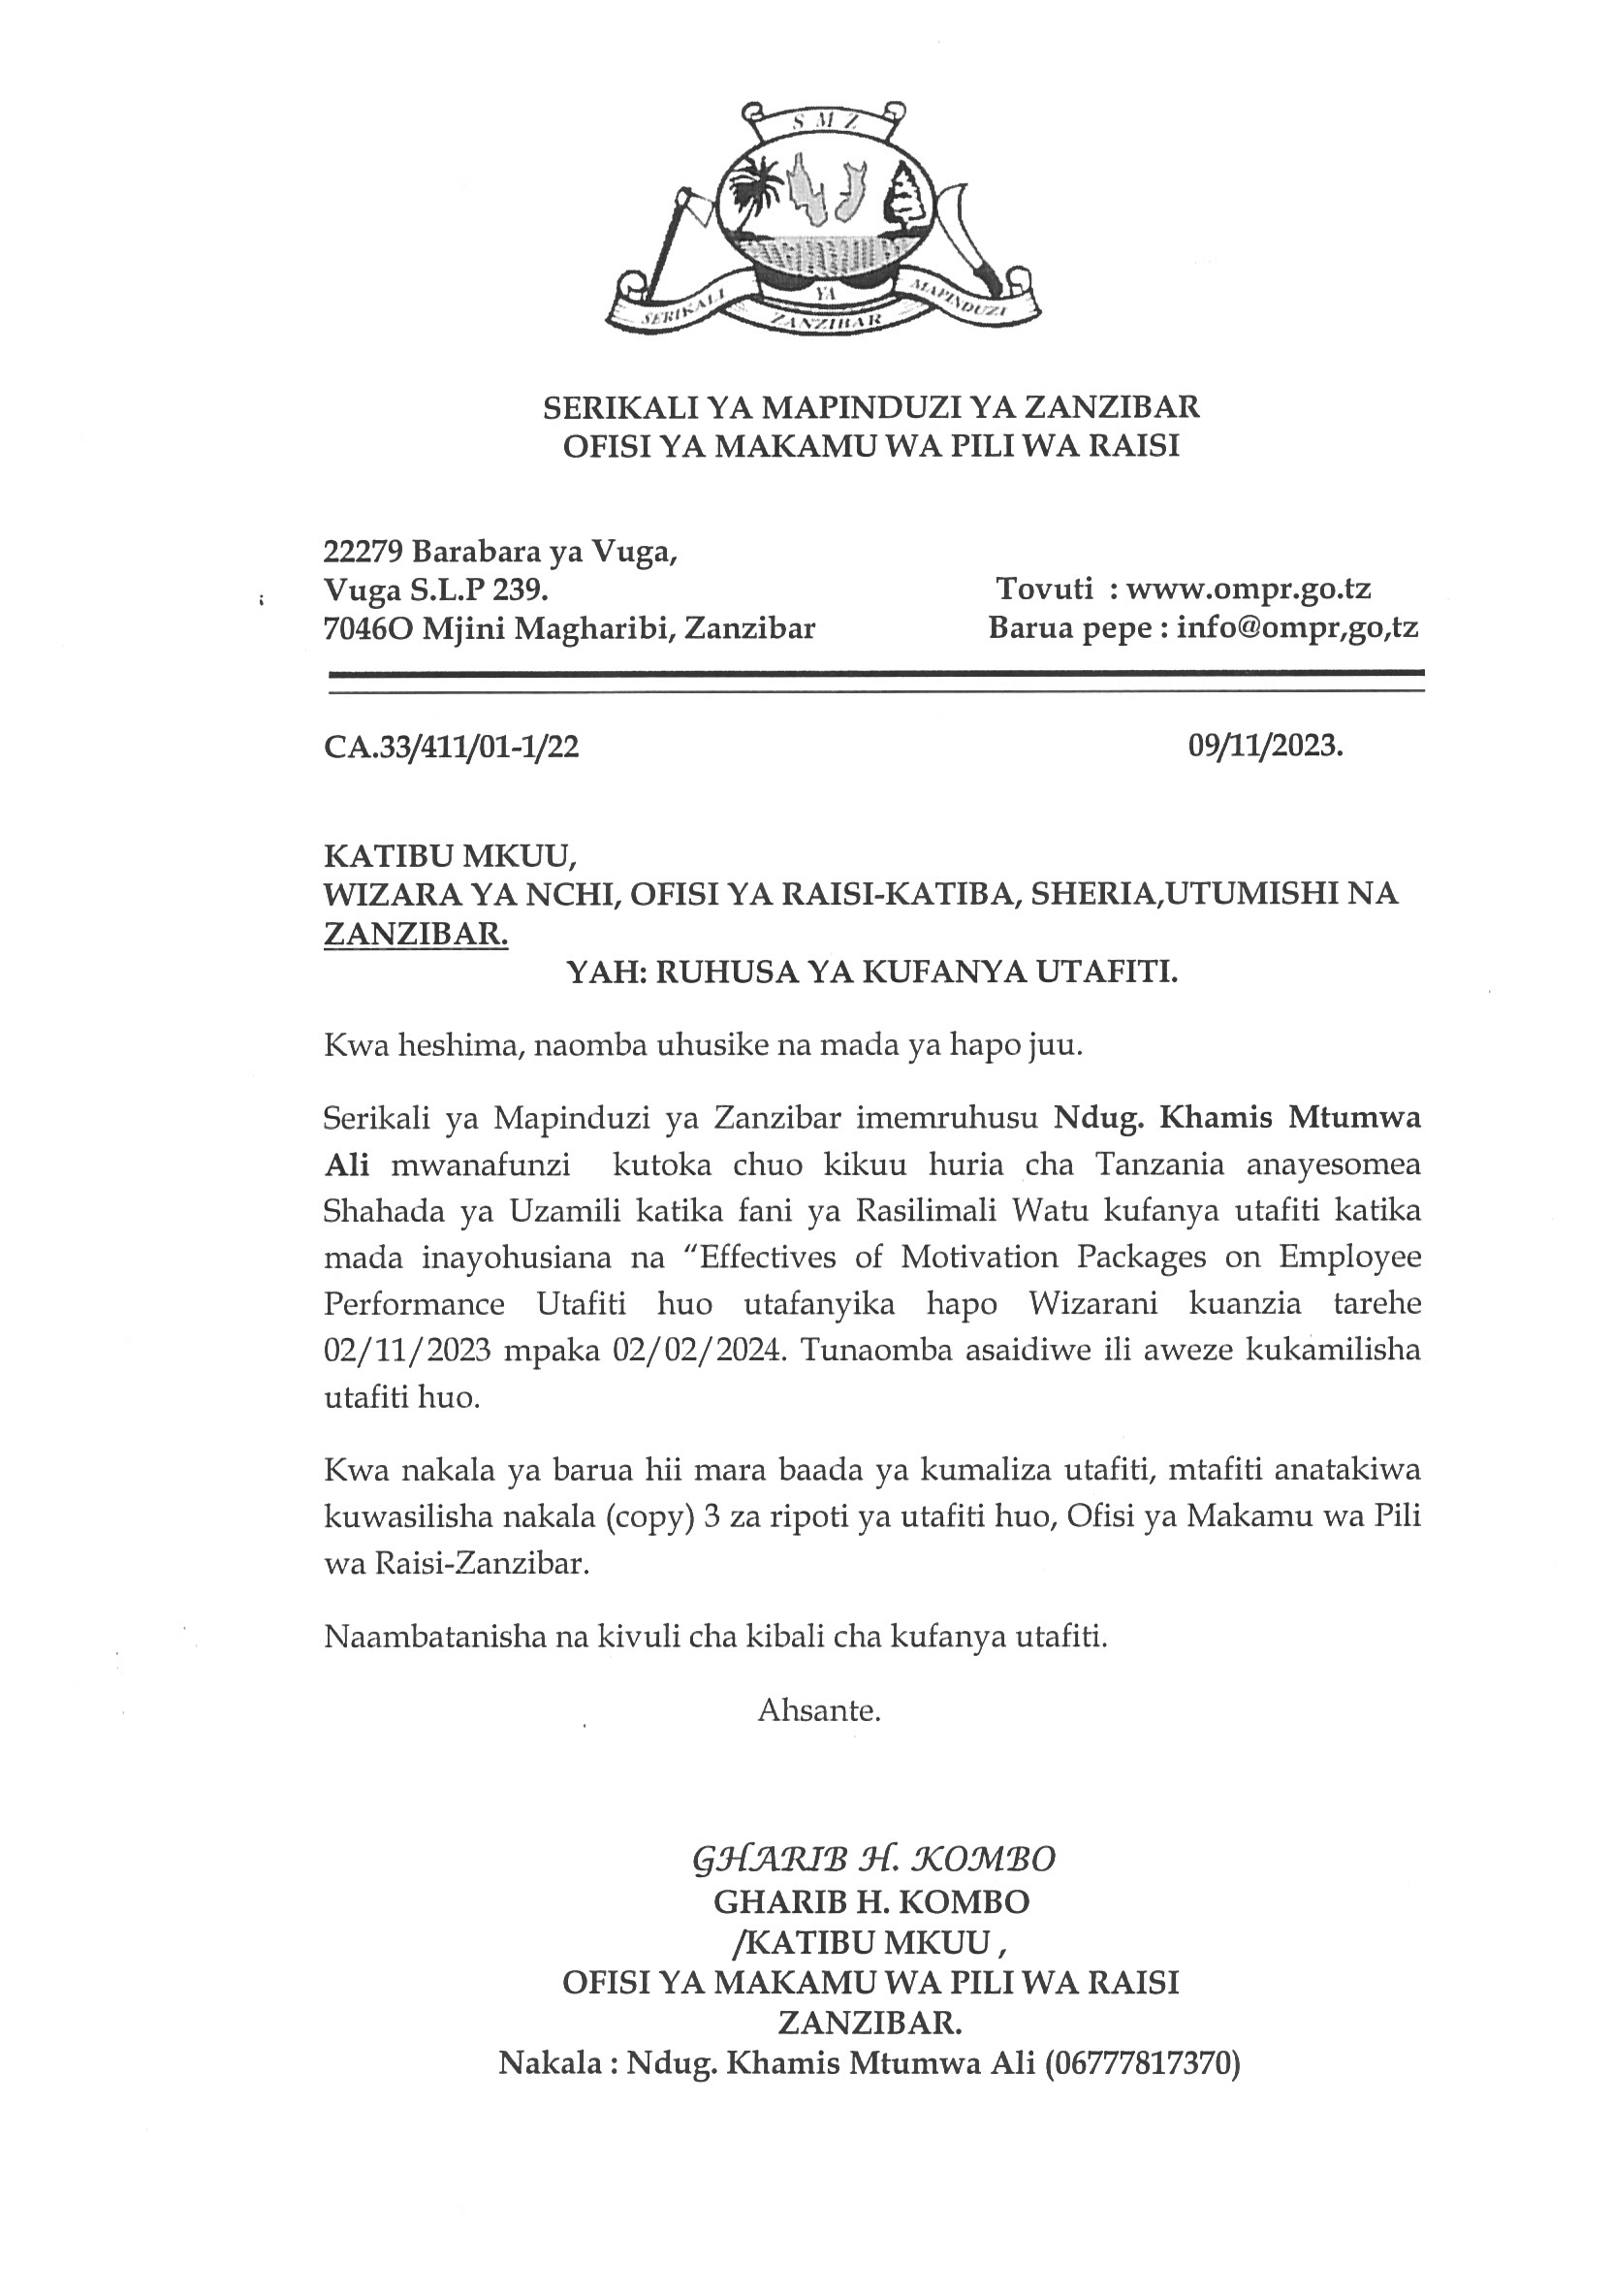 S M Z
SERIKALI YA MAPINDUZI
ZANZIBAR
SERIKALI YA MAPINDUZI YA ZANZIBAR
OFISI YA MAKAMU WA PILI WA RAISI
22279 Barabara ya Vuga,
Vuga S.L.P 239.
Tovuti : www.ompr.go.tz
7046O Mjini Magharibi, Zanzibar
Barua pepe : info@ompr,go,tz
CA.33/411/01-1/22
09/11/2023.
KATIBU MKUU,
WIZARA YA NCHI, OFISI YA RAISI-KATIBA, SHERIA,UTUMISHI NA
ZANZIBAR.
YAH: RUHUSA YA KUFANYA UTAFITI.
Kwa heshima, naomba uhusike na mada ya hapo juu.
Serikali ya Mapinduzi ya Zanzibar imemruhusu Ndug. Khamis Mtumwa
Ali mwanafunzi kutoka chuo kikuu huria cha Tanzania anayesomea
Shahada ya Uzamili katika fani ya Rasilimali Watu kufanya utafiti katika
mada inayohusiana na “Effectives of Motivation Packages on Employee
Performance Utafiti huo utafanyika hapo Wizarani kuanzia tarehe
02/11/2023 mpaka 02/02/2024. Tunaomba asaidiwe ili aweze kukamilisha
utafiti huo.
Kwa nakala ya barua hii mara baada ya kumaliza utafiti, mtafiti anatakiwa
kuwasilisha nakala (copy) 3 za ripoti ya utafiti huo, Ofisi ya Makamu wa Pili
wa Raisi-Zanzibar.
Naambatanisha na kivuli cha kibali cha kufanya utafiti.
Ahsante.
GHARIB H. KOMBO
GHARIB H. KOMBO
/KATIBU MKUU ,
OFISI YA MAKAMU WA PILI WA RAISI
ZANZIBAR.
Nakala : Ndug. Khamis Mtumwa Ali (06777817370)